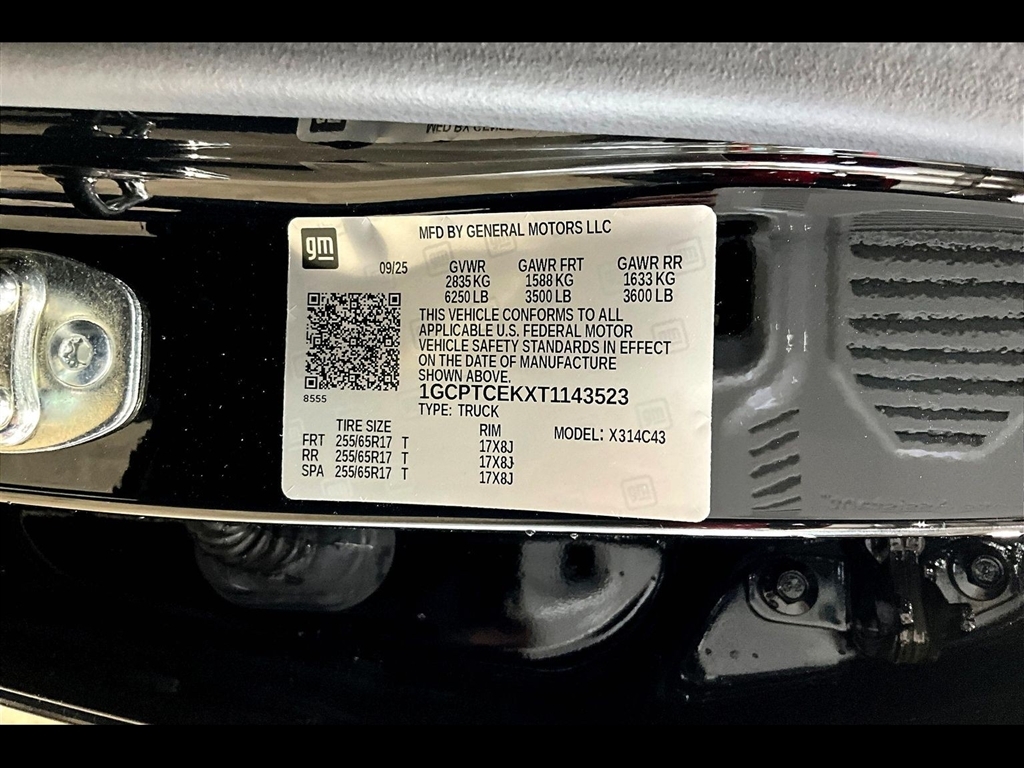 gm
MFD BY GENERAL MOTORS LLC
09/25
GVWR GAWR FRT GAWR RR
2835 KG 1588 KG 1633 KG
6250 LB 3500 LB 3600 LB
THIS VEHICLE CONFORMS TO ALL
APPLICABLE U.S. FEDERAL MOTOR
VEHICLE SAFETY STANDARDS IN EFFECT
ON THE DATE OF MANUFACTURE
SHOWN ABOVE.
8555
1GCPTCEKXT1143523
TYPE: TRUCK
TIRE SIZE RIM MODEL: X314C43
FRT 255/65R17 T 17X8J
RR 255/65R17 T 17X8J
SPA 255/65R17 T 17X8J